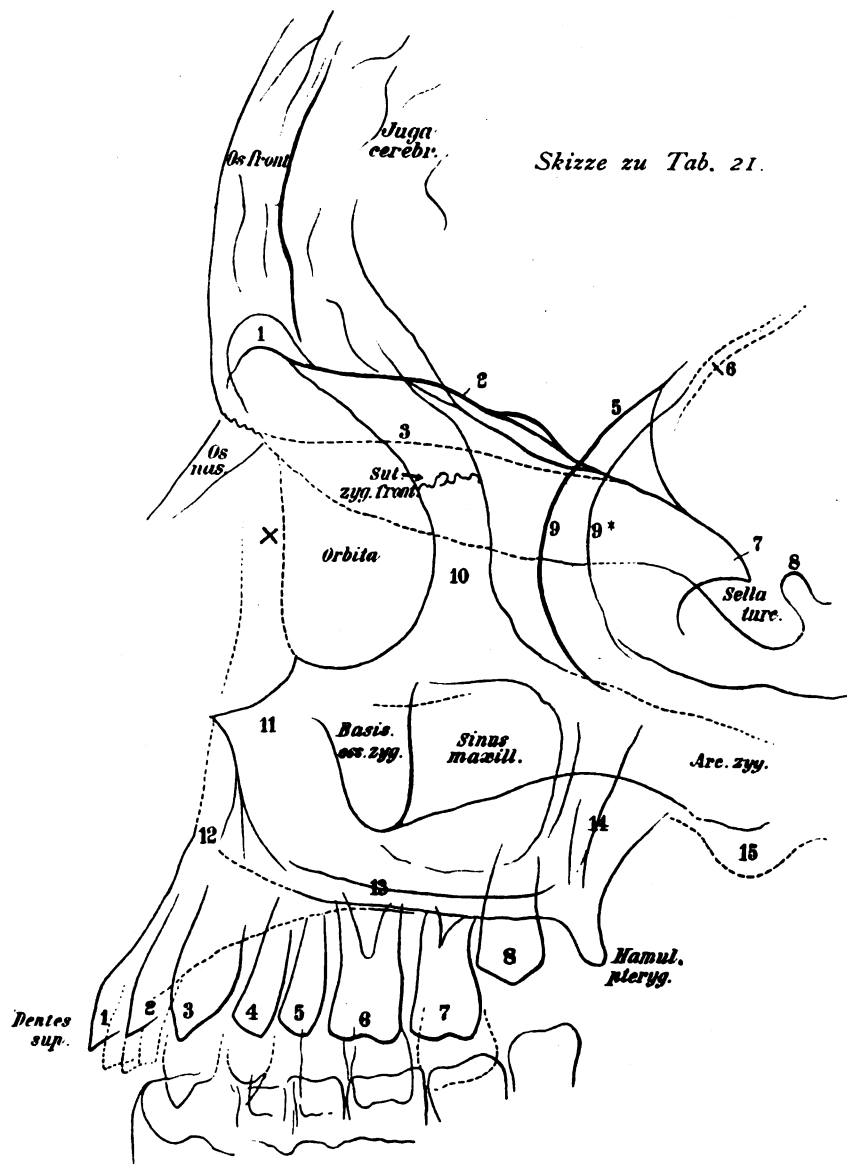 Juga
cerebr.
Os front.
Skizze zu Tab. 21.
1
2
6
5
3
Os
nas.
Sut.
zyg. front.
9
9*
7
8
×
Orbita
10
Sella
turc.
11
Basis
oss. zyg.
Sinus
maxill.
Arc. zyg.
12
14
15
13
8
Hamul.
pteryg.
Dentes
sup.
1
2
3
4
5
6
7